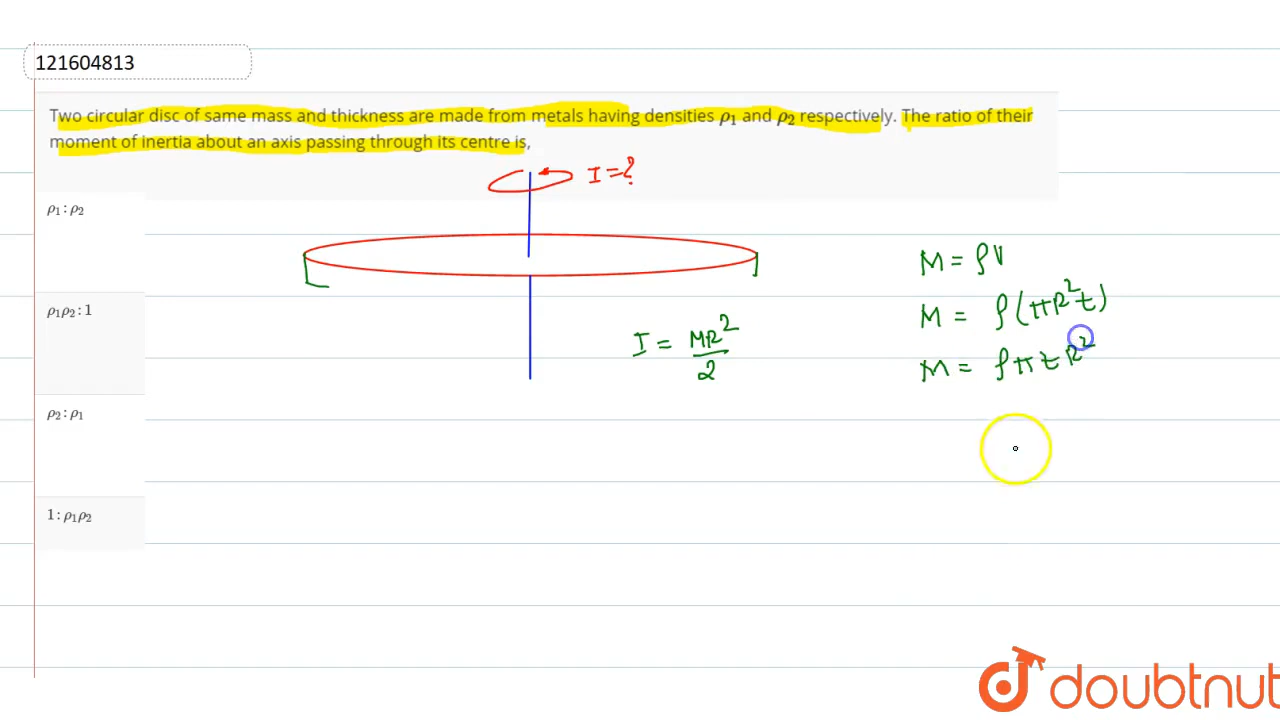 121604813
Two circular disc of same mass and thickness are made from metals having densities ρ₁ and ρ₂ respectively. The ratio of their
moment of inertia about an axis passing through its centre is,
I = ?
ρ₁ : ρ₂
M = ρV
ρ₁ρ₂ : 1
M = ρ(πR²t)
I = MR²/2
M = ρπtR²
ρ₂ : ρ₁
1 : ρ₁ρ₂
doubtnut